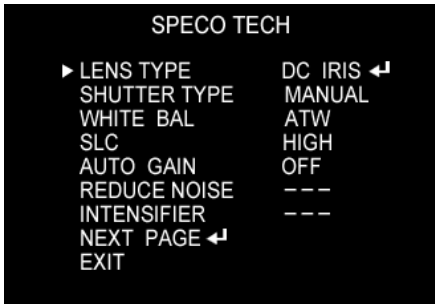 SPECO TECH
▶ LENS TYPE DC IRIS ↵
SHUTTER TYPE MANUAL
WHITE BAL ATW
SLC HIGH
AUTO GAIN OFF
REDUCE NOISE – – –
INTENSIFIER – – –
NEXT PAGE ↵
EXIT